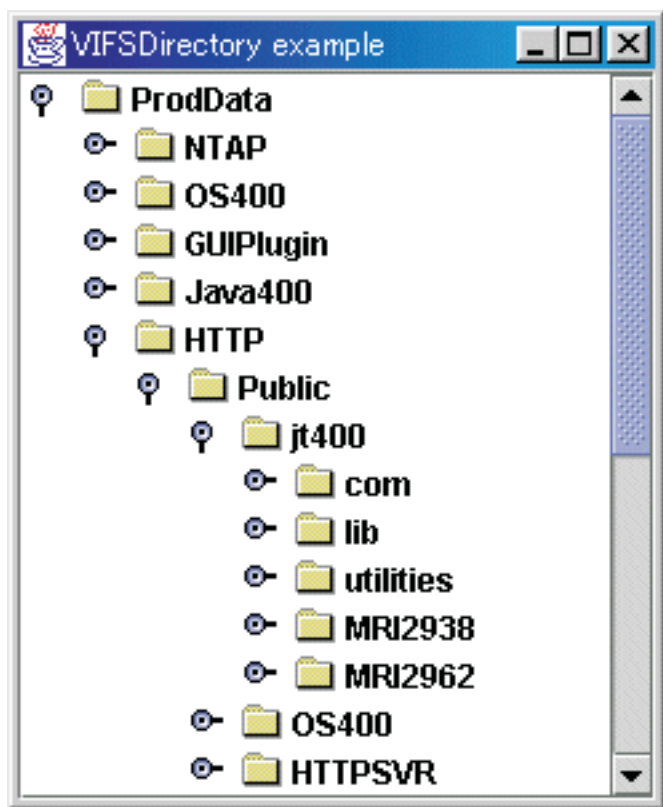 VIFSDirectory example
ProdData
NTAP
OS400
GUIPlugin
Java400
HTTP
Public
jt400
com
lib
utilities
MRI2938
MRI2962
OS400
HTTPSVR